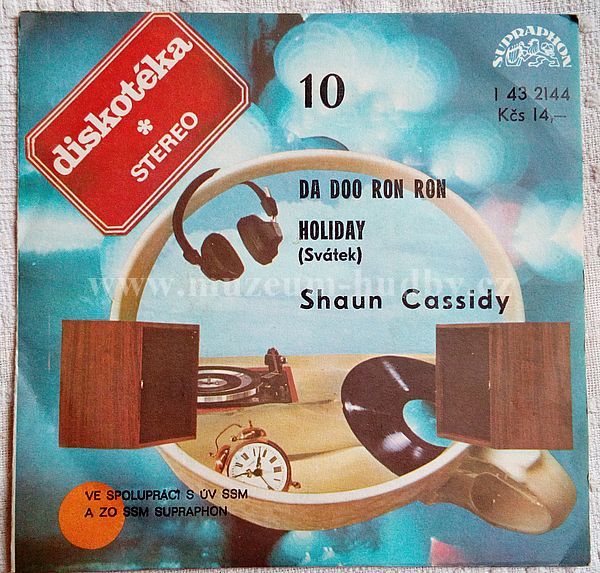 diskotéka
*
STEREO
10
SUPRAPHON
1 43 2144
Kčs 14,–
DA DOO RON RON
HOLIDAY
(Svátek)
www.muzeum-hudby.cz
Shaun Cassidy
VE SPOLUPRÁCI S ÚV SSM
A ZO SSM SUPRAPHON